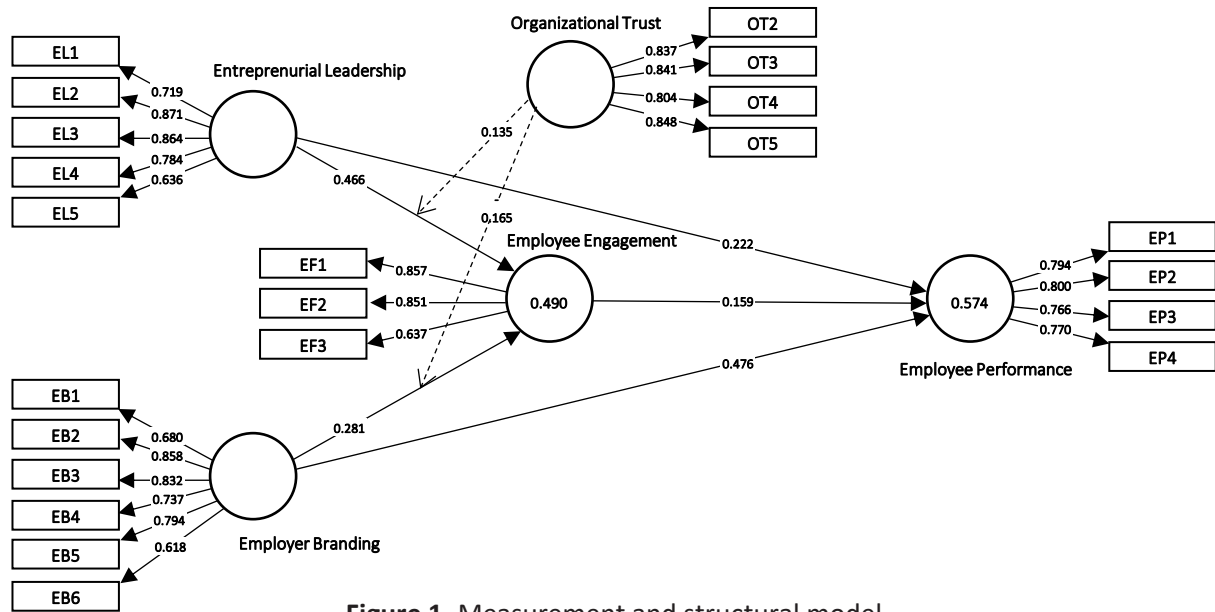 Organizational Trust
OT2
OT3
OT4
OT5
0.837
0.841
0.804
0.848
EL1
EL2
EL3
EL4
EL5
0.719
0.871
0.864
0.784
0.636
Entreprenurial Leadership
0.135
0.466
0.165
0.222
Employee Engagement
EF1
EF2
EF3
0.857
0.851
0.637
0.490
0.159
0.574
EP1
EP2
EP3
EP4
0.794
0.800
0.766
0.770
Employee Performance
0.476
0.281
EB1
EB2
EB3
EB4
EB5
EB6
0.680
0.858
0.832
0.737
0.794
0.618
Employer Branding
Figure 1. Measurement and structural model